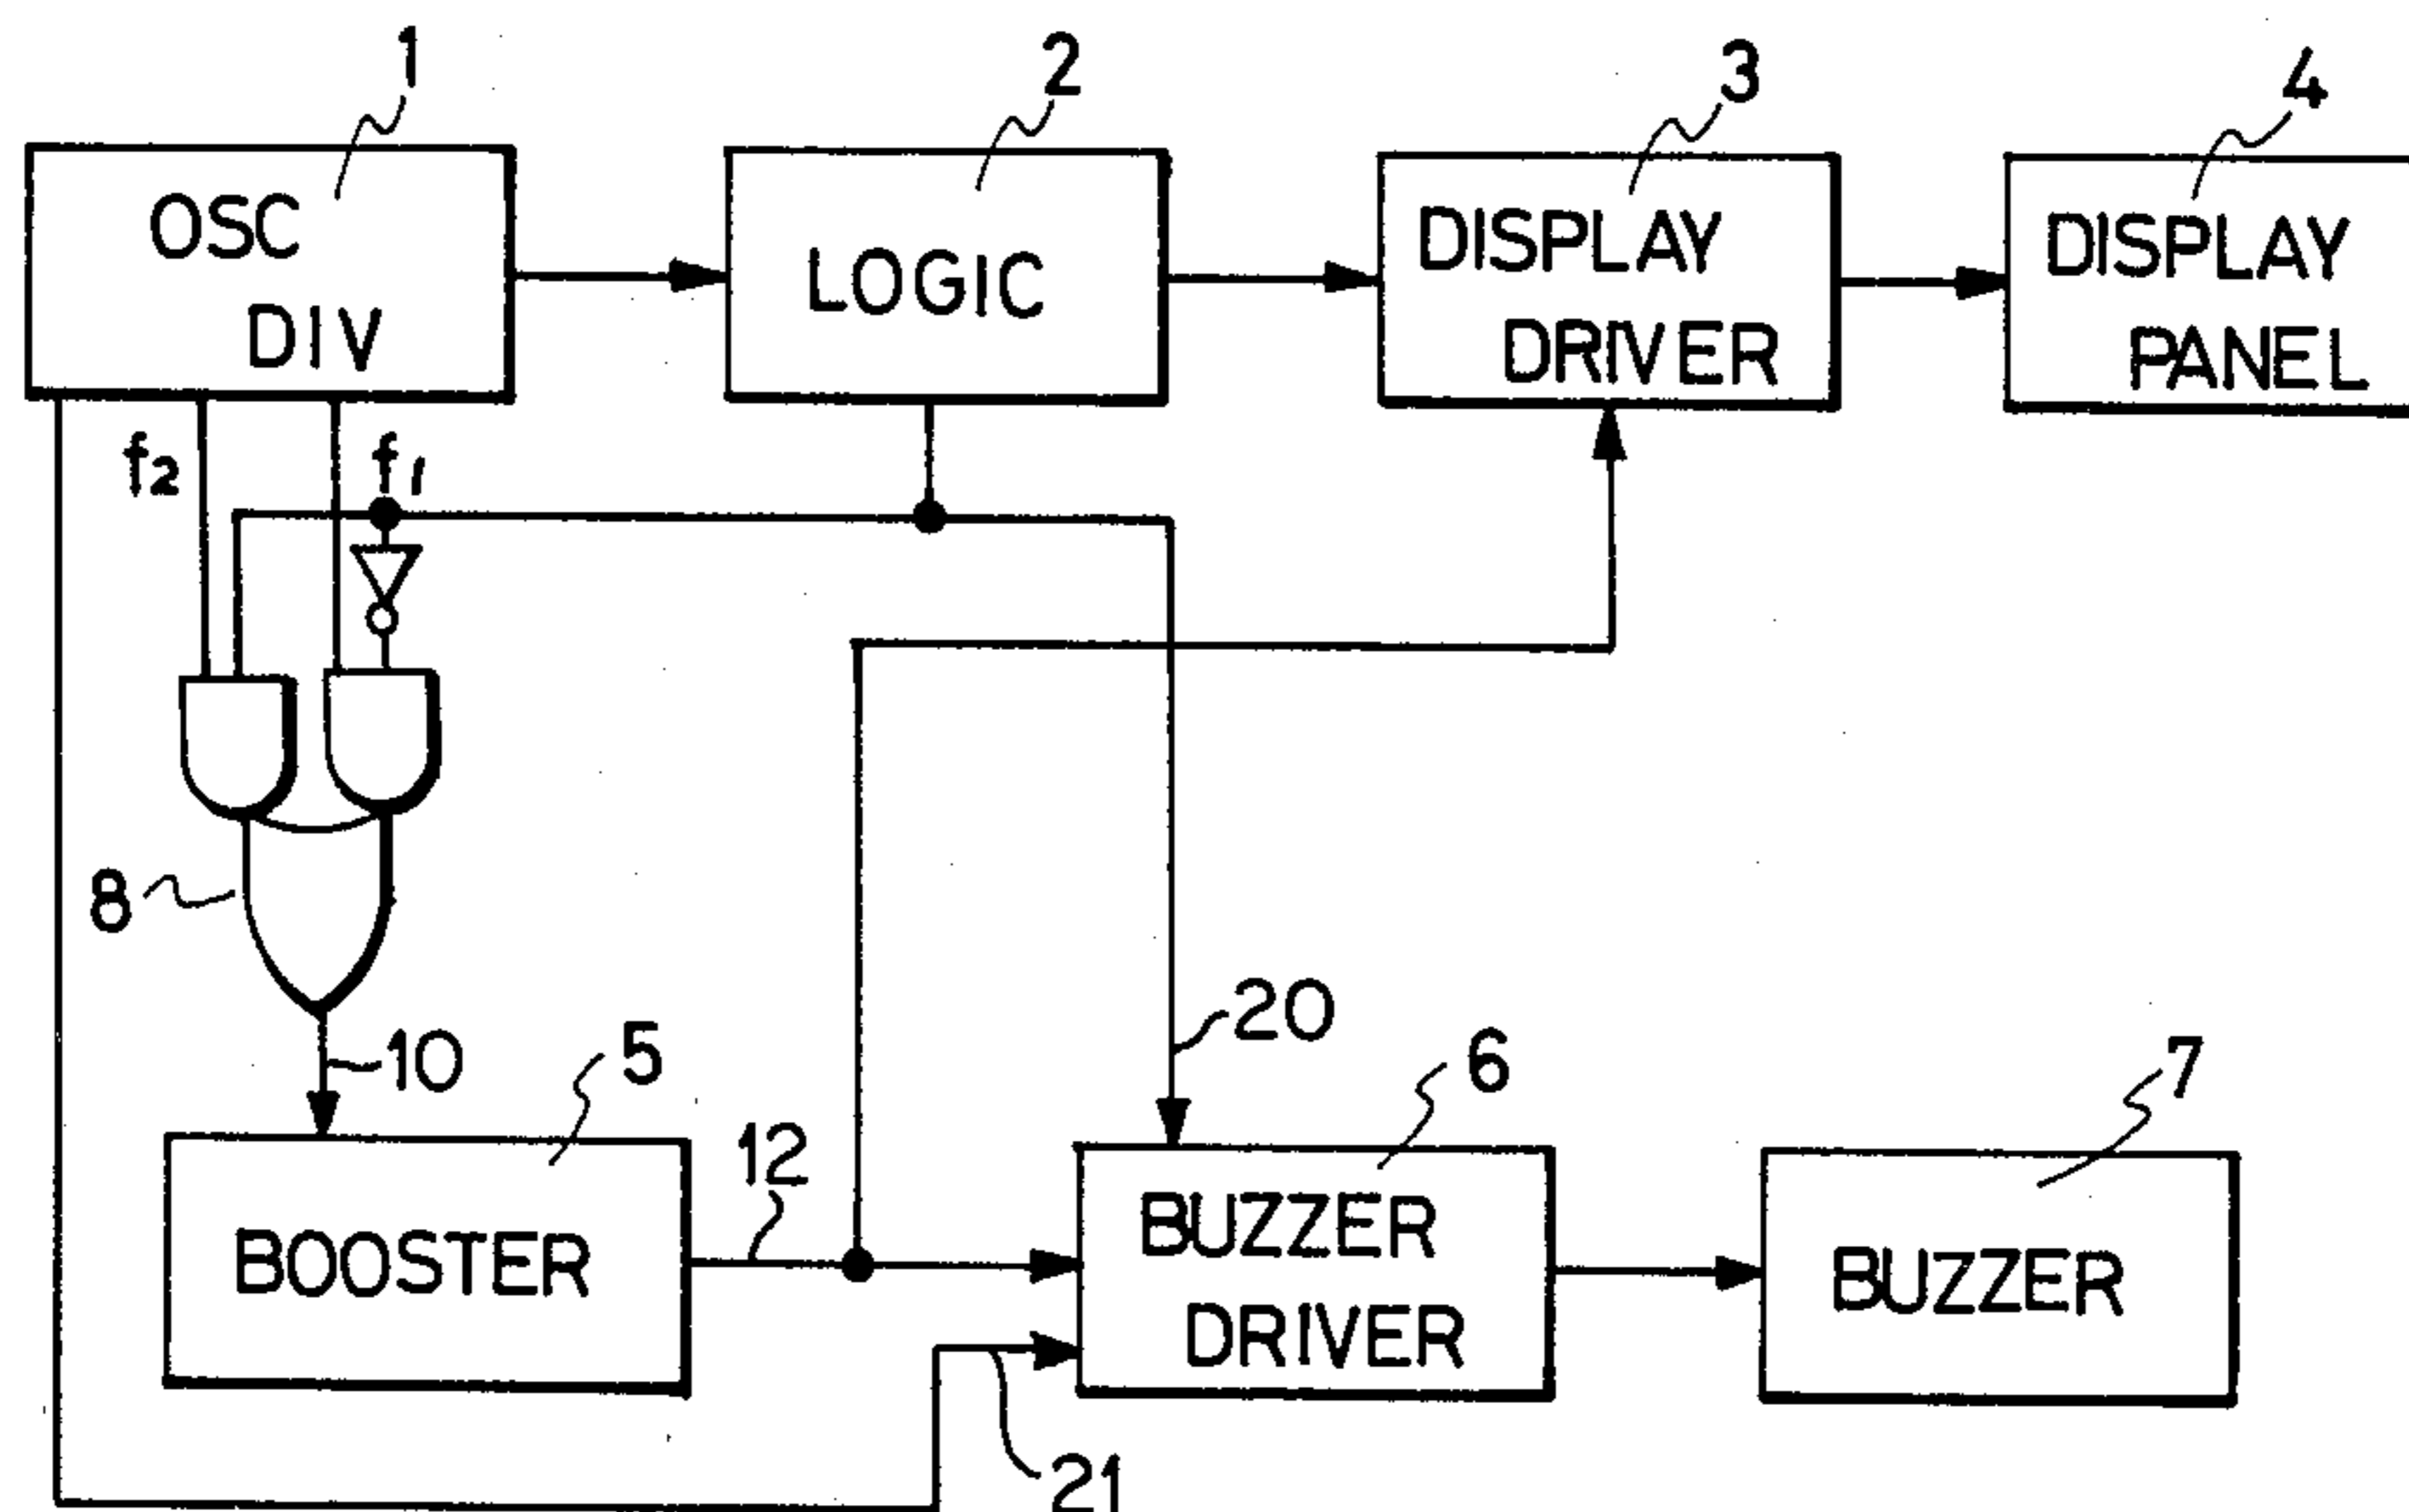 1
2
3
4
OSC
DIV
LOGIC
DISPLAY
DRIVER
DISPLAY
PANEL
f2
f1
8
10
5
12
20
6
7
BOOSTER
BUZZER
DRIVER
BUZZER
21